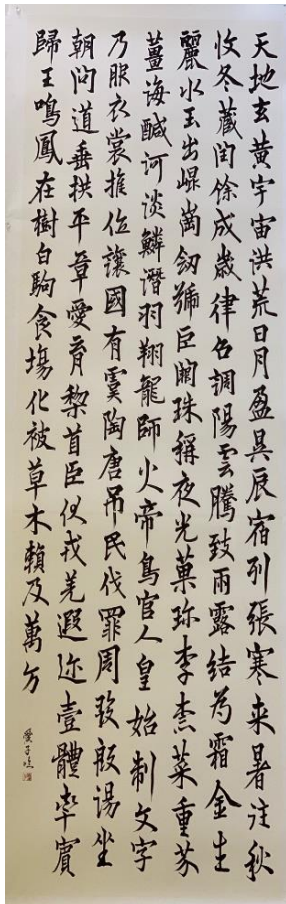 天地玄黃宇宙洪荒日月盈昃辰宿列張寒来暑往秋
收冬藏閏餘成歲律召調陽雲騰致雨露結為霜金生
麗水玉出崐崗劒號巨闕珠稱夜光菓珎李柰菜重芥
薑海醎河淡鱗潛羽翔龍師火帝鳥官人皇始制文字
乃服衣裳推位讓國有虞陶唐吊民伐罪周發殷湯坐
朝問道垂拱平章愛育黎首臣伏戎羌遐迩壹體率賓
歸王鳴鳳在樹白駒食場化被草木賴及萬方